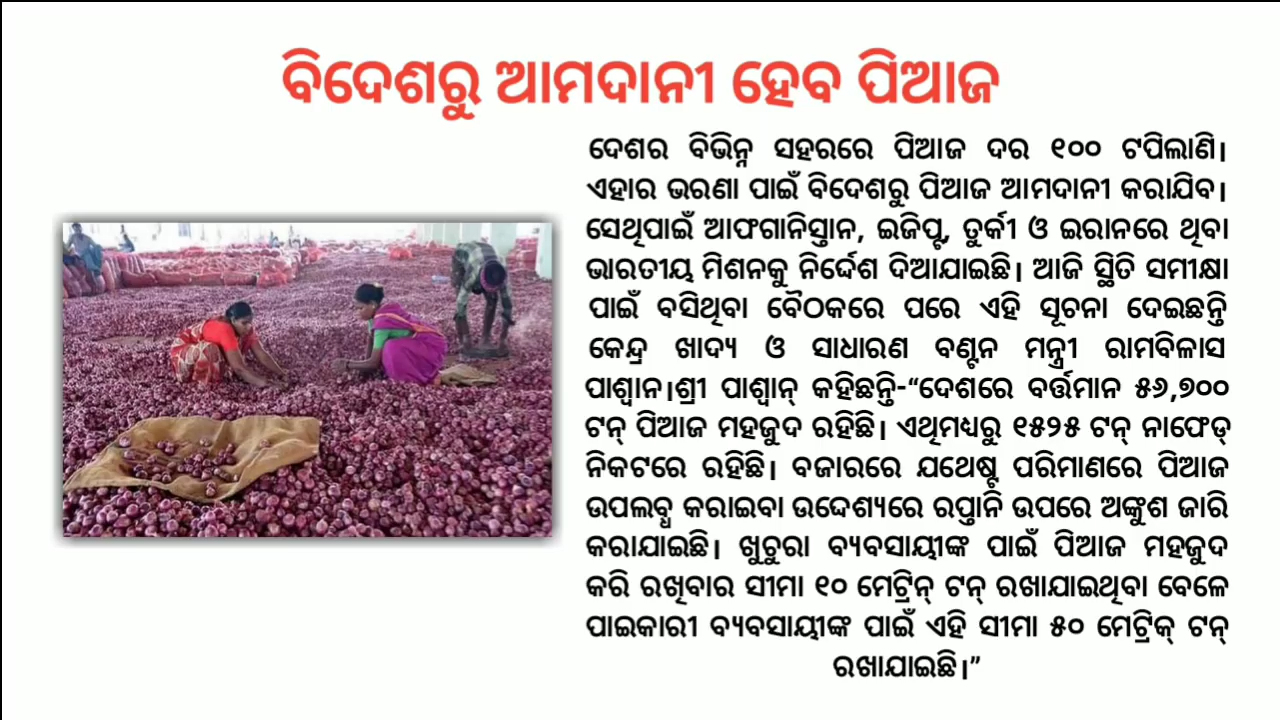 ବିଦେଶରୁ ଆମଦାନୀ ହେବ ପିଆଜ
ଦେଶର ବିଭିନ୍ନ ସହରରେ ପିଆଜ ଦର ୧୦୦ ଟପିଲାଣି।
ଏହାର ଭରଣା ପାଇଁ ବିଦେଶରୁ ପିଆଜ ଆମଦାନୀ କରାଯିବ।
ସେଥିପାଇଁ ଆଫଗାନିସ୍ତାନ, ଇଜିପ୍ଟ, ତୁର୍କୀ ଓ ଇରାନରେ ଥିବା
ଭାରତୀୟ ମିଶନକୁ ନିର୍ଦ୍ଦେଶ ଦିଆଯାଇଛି। ଆଜି ସ୍ଥିତି ସମୀକ୍ଷା
ପାଇଁ ବସିଥିବା ବୈଠକରେ ପରେ ଏହି ସୂଚନା ଦେଇଛନ୍ତି
କେନ୍ଦ୍ର ଖାଦ୍ୟ ଓ ସାଧାରଣ ବଣ୍ଟନ ମନ୍ତ୍ରୀ ରାମବିଳାସ
ପାଶ୍ୱାନ।ଶ୍ରୀ ପାଶ୍ୱାନ୍ କହିଛନ୍ତି-“ଦେଶରେ ବର୍ତ୍ତମାନ ୫୬,୭୦୦
ଟନ୍ ପିଆଜ ମହଜୁଦ ରହିଛି। ଏଥିମଧ୍ୟରୁ ୧୫୨୫ ଟନ୍ ନାଫେଡ୍
ନିକଟରେ ରହିଛି। ବଜାରରେ ଯଥେଷ୍ଟ ପରିମାଣରେ ପିଆଜ
ଉପଲବ୍ଧ କରାଇବା ଉଦ୍ଦେଶ୍ୟରେ ରପ୍ତାନି ଉପରେ ଅଙ୍କୁଶ ଜାରି
କରାଯାଇଛି। ଖୁଚୁରା ବ୍ୟବସାୟୀଙ୍କ ପାଇଁ ପିଆଜ ମହଜୁଦ
କରି ରଖିବାର ସୀମା ୧୦ ମେଟ୍ରିନ୍ ଟନ୍ ରଖାଯାଇଥିବା ବେଳେ
ପାଇକାରୀ ବ୍ୟବସାୟୀଙ୍କ ପାଇଁ ଏହି ସୀମା ୫୦ ମେଟ୍ରିକ୍ ଟନ୍
ରଖାଯାଇଛି।”